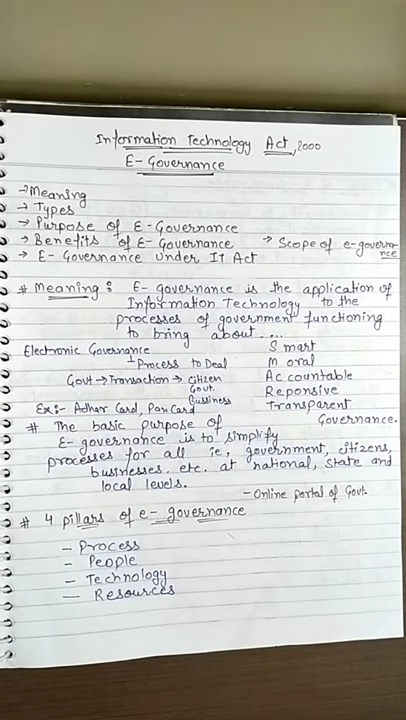 Information Technology Act, 2000
E-Governance
→ Meaning
→ Types
→ Purpose of E-Governance
→ Benefits of E-Governance → Scope of e-governance
→ E-Governance Under IT Act
# Meaning : E-governance is the application of
Information Technology to the
processes of government functioning
to bring about.....
Electronic Governance Smart
Process to Deal Moral
Govt → Transaction → Citizen Accountable
Govt. Reponsive
Bussiness
Ex:- Adhar Card, Pan Card Transparent
Governance.
# The basic purpose of
E-governance is to simplify
processes for all ie, government, citizens,
businesses. etc. at national, state and
local levels.
- Online portal of Govt.
# 4 pillars of e-governance
- Process
- People
- Technology
- Resources